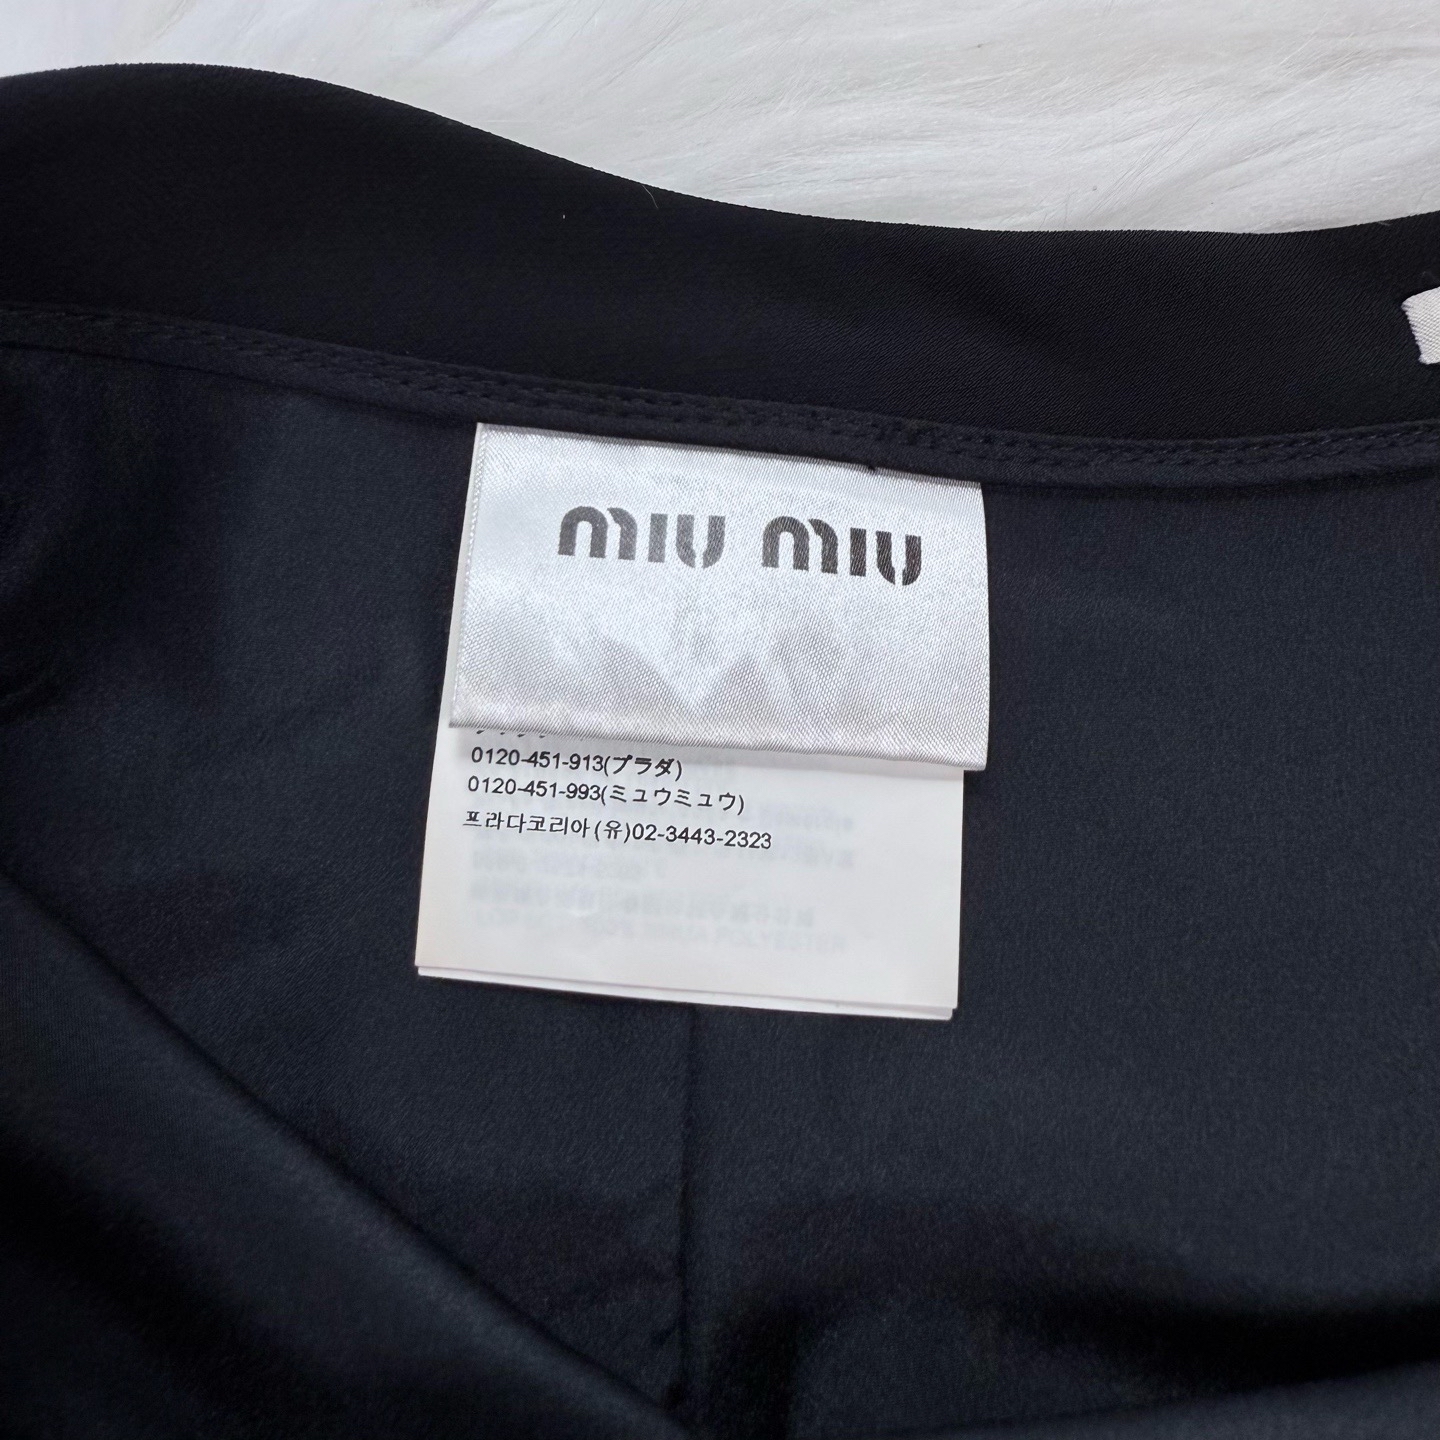 miu miu
0120-451-913(プラダ)
0120-451-993(ミュウミュウ)
프라다코리아(유)02-3443-2323
POLYESTER